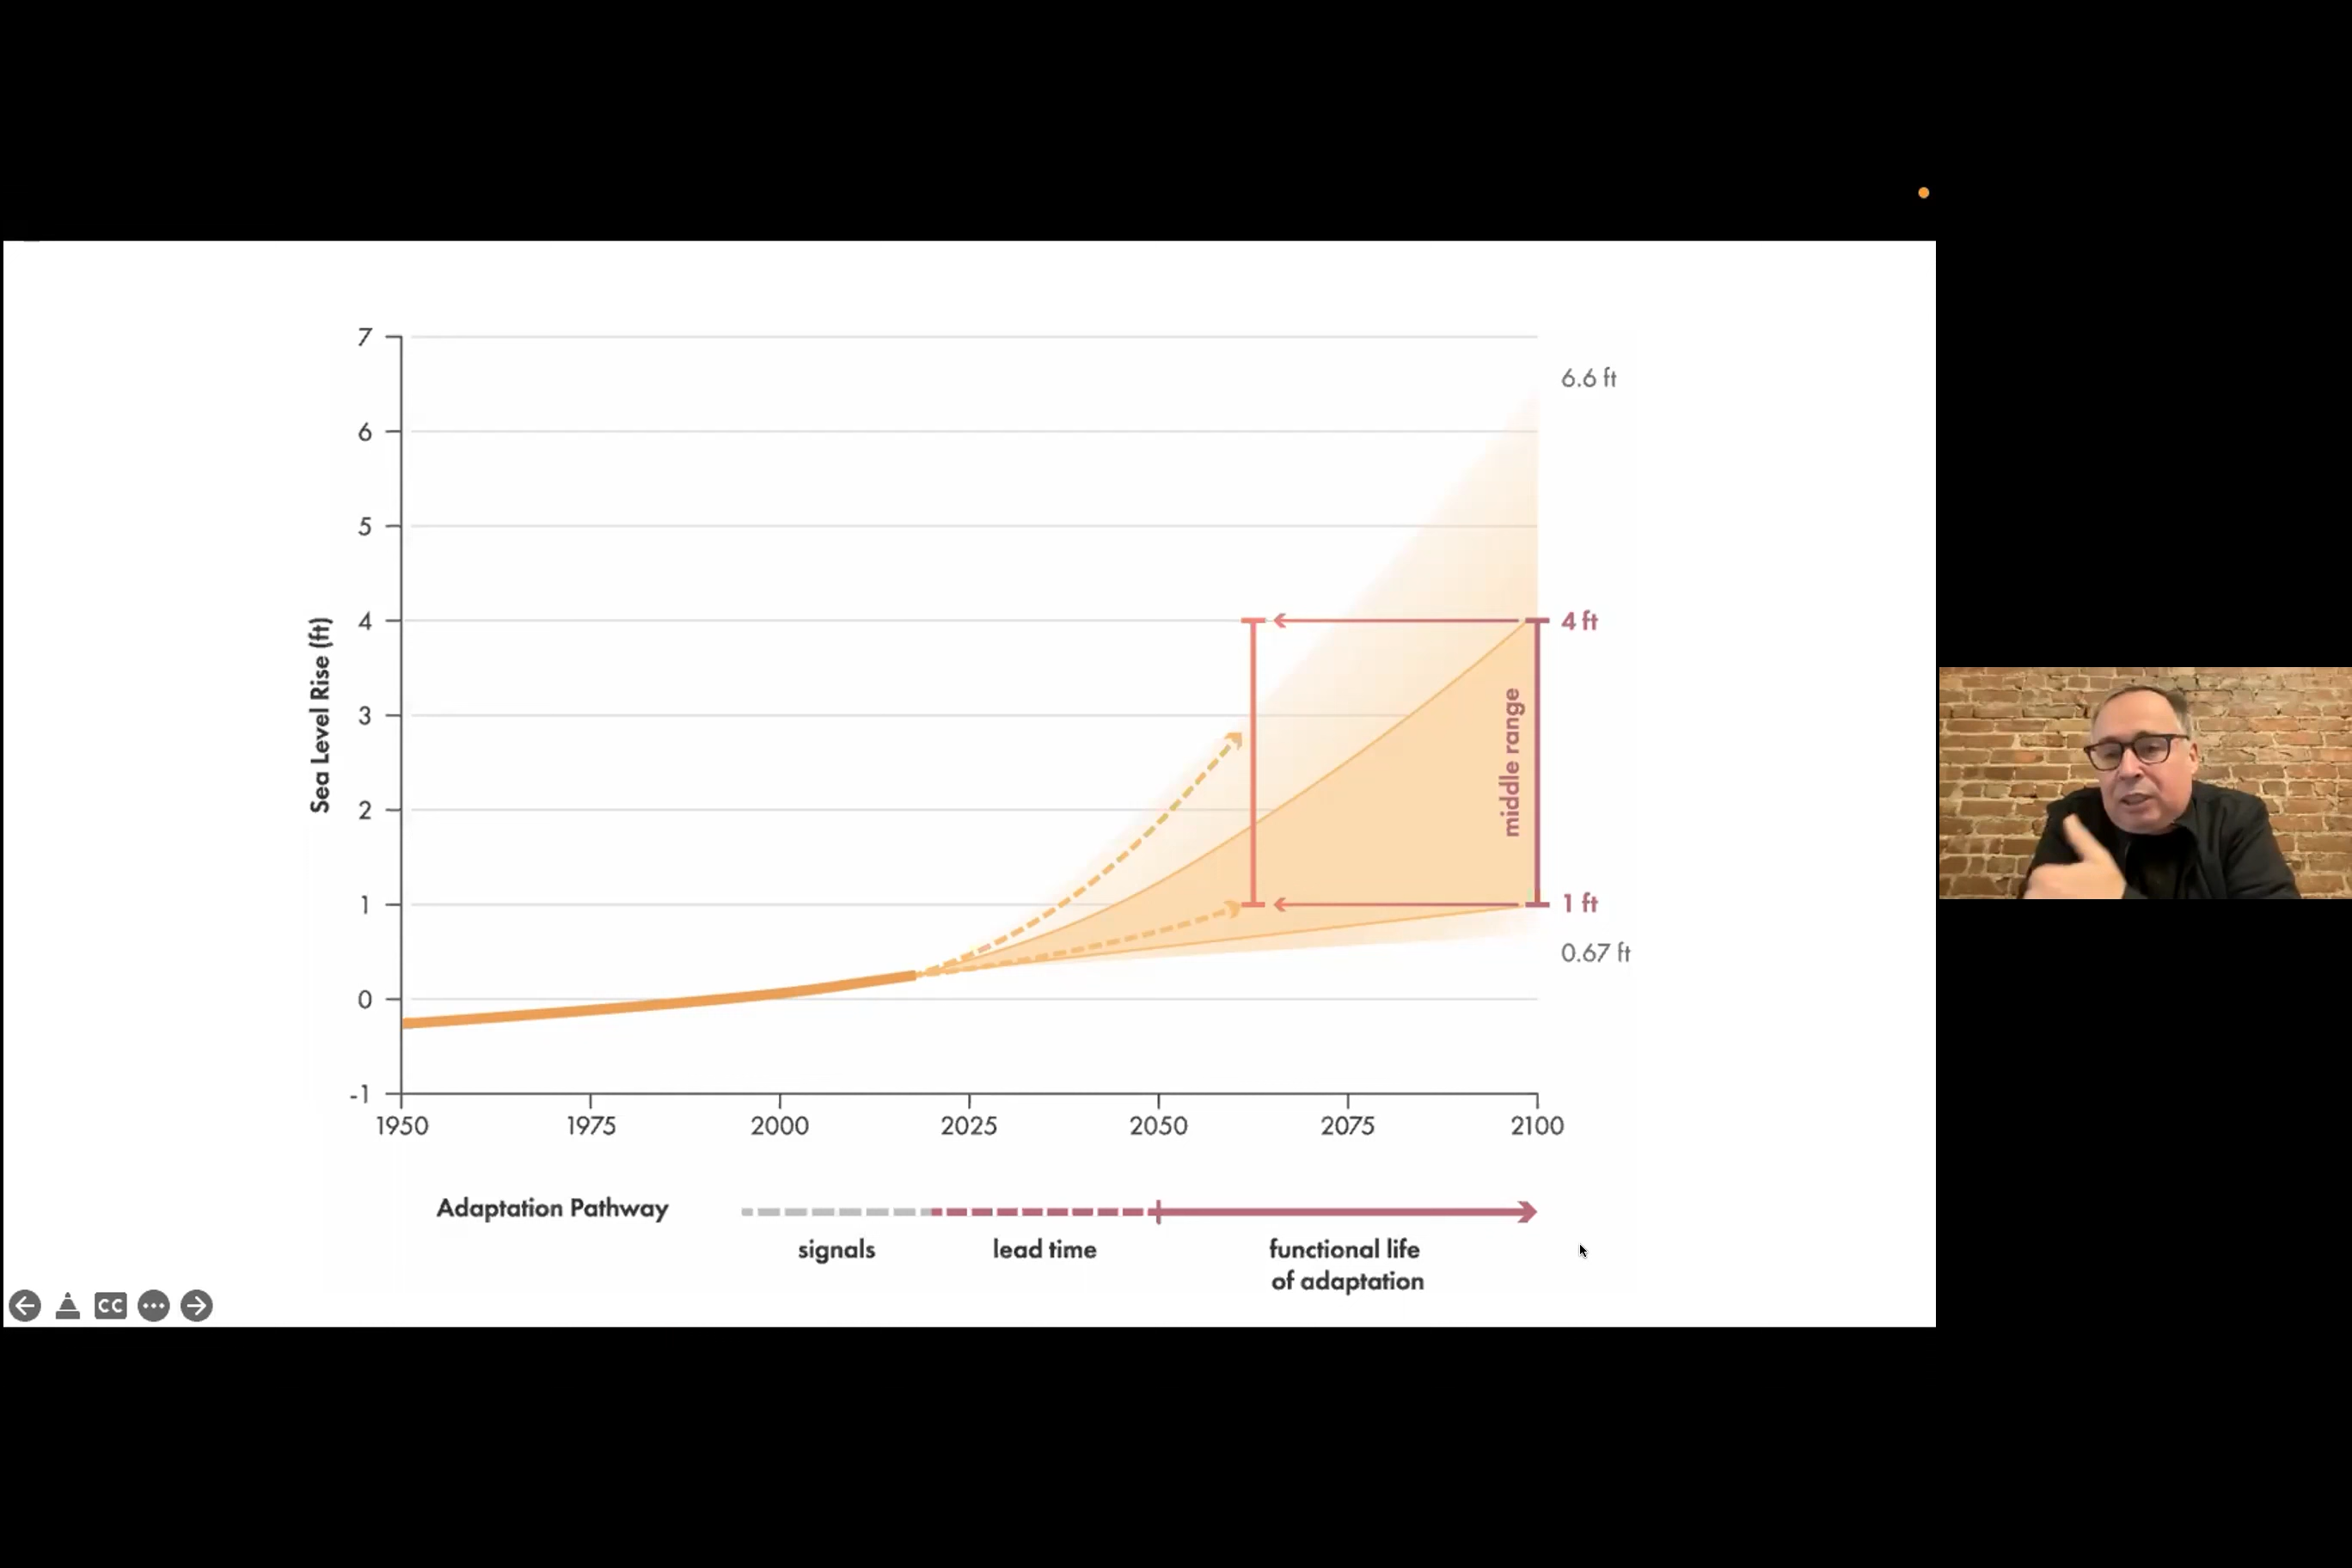 7
6.6 ft
6
5
4
4 ft
3
2
1
1 ft
0.67 ft
0
-1
Sea Level Rise (ft)
middle range
1950 1975 2000 2025 2050 2075 2100
Adaptation Pathway
signals lead time functional life
of adaptation
CC